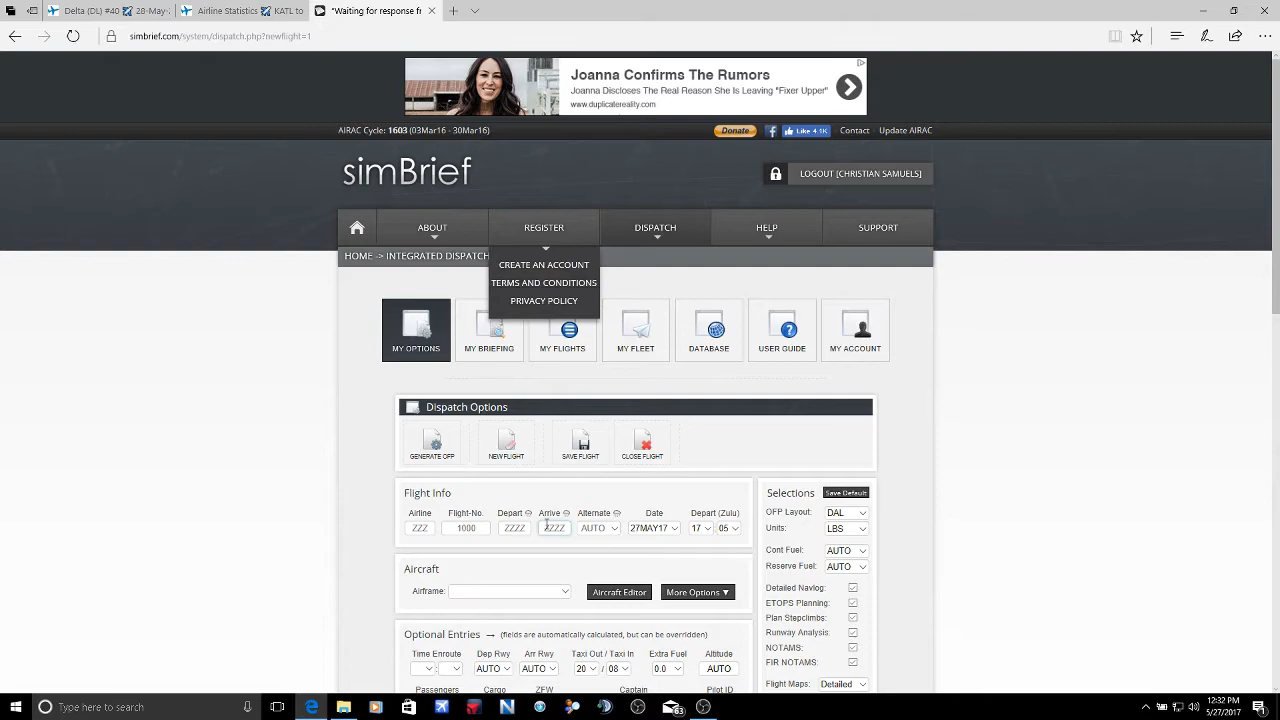 Delta (DL) #40
28-May-
Airline Statistics
KATL to
"Waiting for response f
simbrief.com/system/dispatch.php?newflight=1
Joanna Confirms The Rumors
Joanna Discloses The Real Reason She Is Leaving "Fixer Upper"
www.duplicatereality.com
AIRAC Cycle: 1603 (03Mar16 - 30Mar16)
Donate
Like 4.1K
Contact
Update AIRAC
simBrief
LOGOUT [CHRISTIAN SAMUELS]
ABOUT
REGISTER
DISPATCH
HELP
SUPPORT
HOME -> INTEGRATED DISPATCH
CREATE AN ACCOUNT
TERMS AND CONDITIONS
PRIVACY POLICY
MY OPTIONS
MY BRIEFING
MY FLIGHTS
MY FLEET
DATABASE
USER GUIDE
MY ACCOUNT
Dispatch Options
GENERATE OFP
NEW FLIGHT
SAVE FLIGHT
CLOSE FLIGHT
Flight Info
Airline Flight-No. Depart Arrive Alternate Date Depart (Zulu)
ZZZ 1000 ZZZZ ZZZZ AUTO 27MAY17 17 05
Aircraft
Airframe:
Aircraft Editor
More Options ▼
Optional Entries → (fields are automatically calculated, but can be overridden)
Time Enroute Dep Rwy Arr Rwy Taxi Out / Taxi In Extra Fuel Altitude
: AUTO AUTO 20 / 08 0.0 AUTO
Passengers Cargo ZFW Captain Pilot ID
Selections
Save Default
OFP Layout: DAL
Units: LBS
Cont Fuel: AUTO
Reserve Fuel: AUTO
Detailed Navlog:
ETOPS Planning:
Plan Stepclimbs:
Runway Analysis:
NOTAMS:
FIR NOTAMS:
Flight Maps: Detailed
Type here to search
63
12:32 PM
5/27/2017